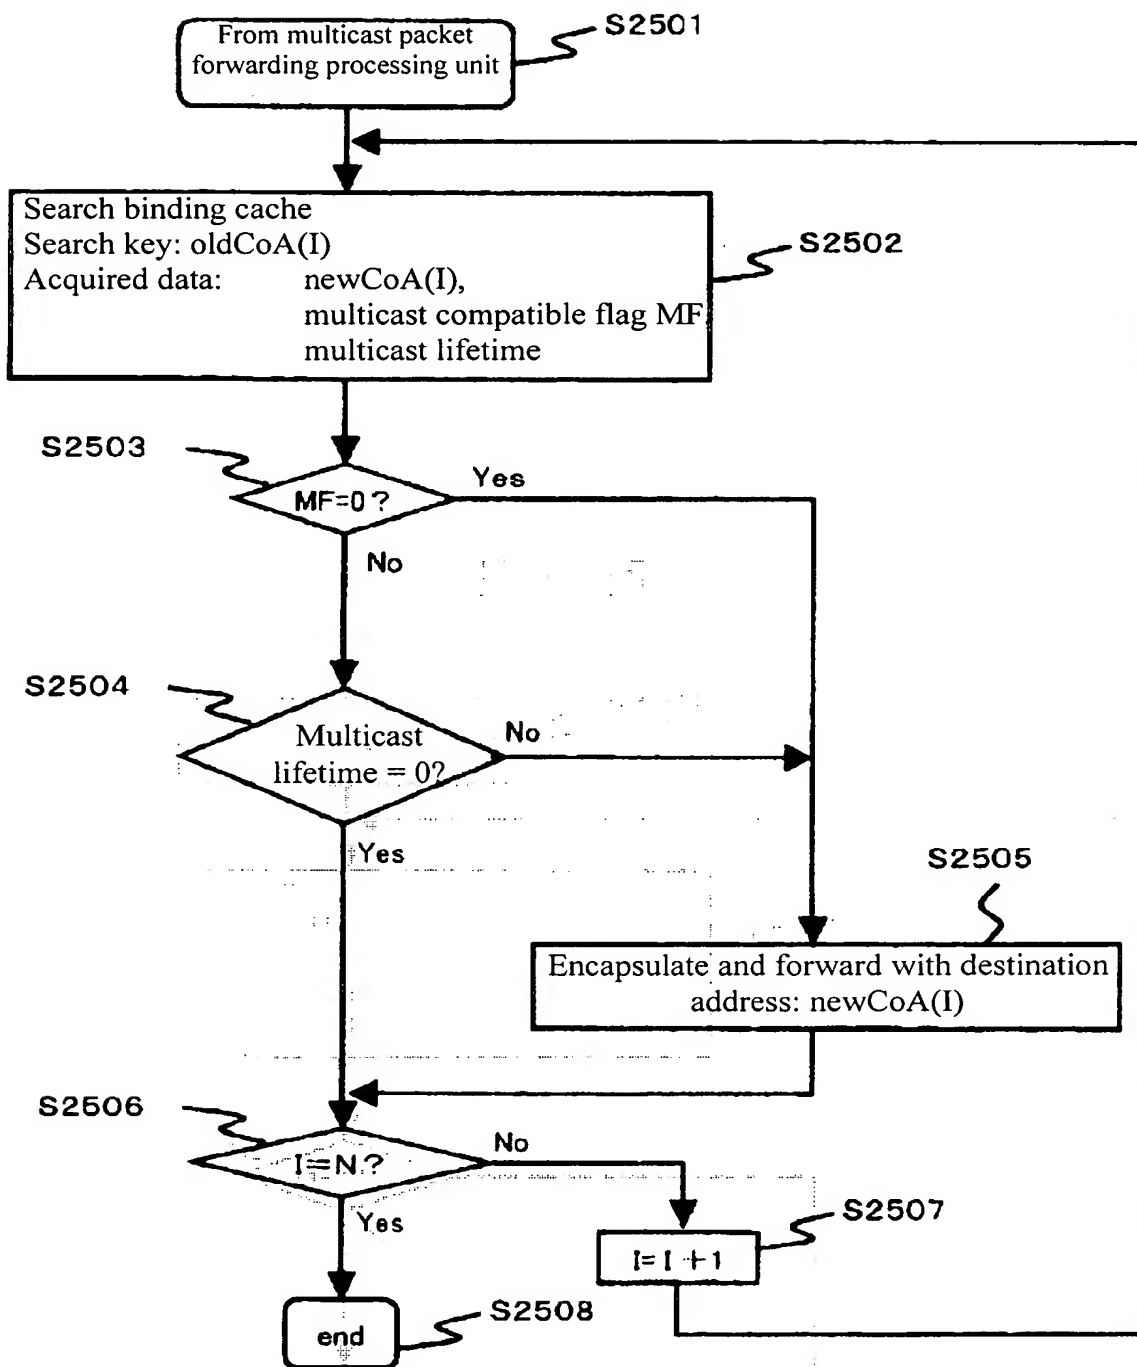 From multicast packet
forwarding processing unit
S2501
Search binding cache
Search key: oldCoA(I)
Acquired data: newCoA(I),
multicast compatible flag MF
multicast lifetime
S2502
S2503
MF=0?
Yes
No
S2504
Multicast
lifetime = 0?
No
Yes
S2505
Encapsulate and forward with destination
address: newCoA(I)
S2506
I=N?
No
Yes
S2507
I=I+1
end
S2508